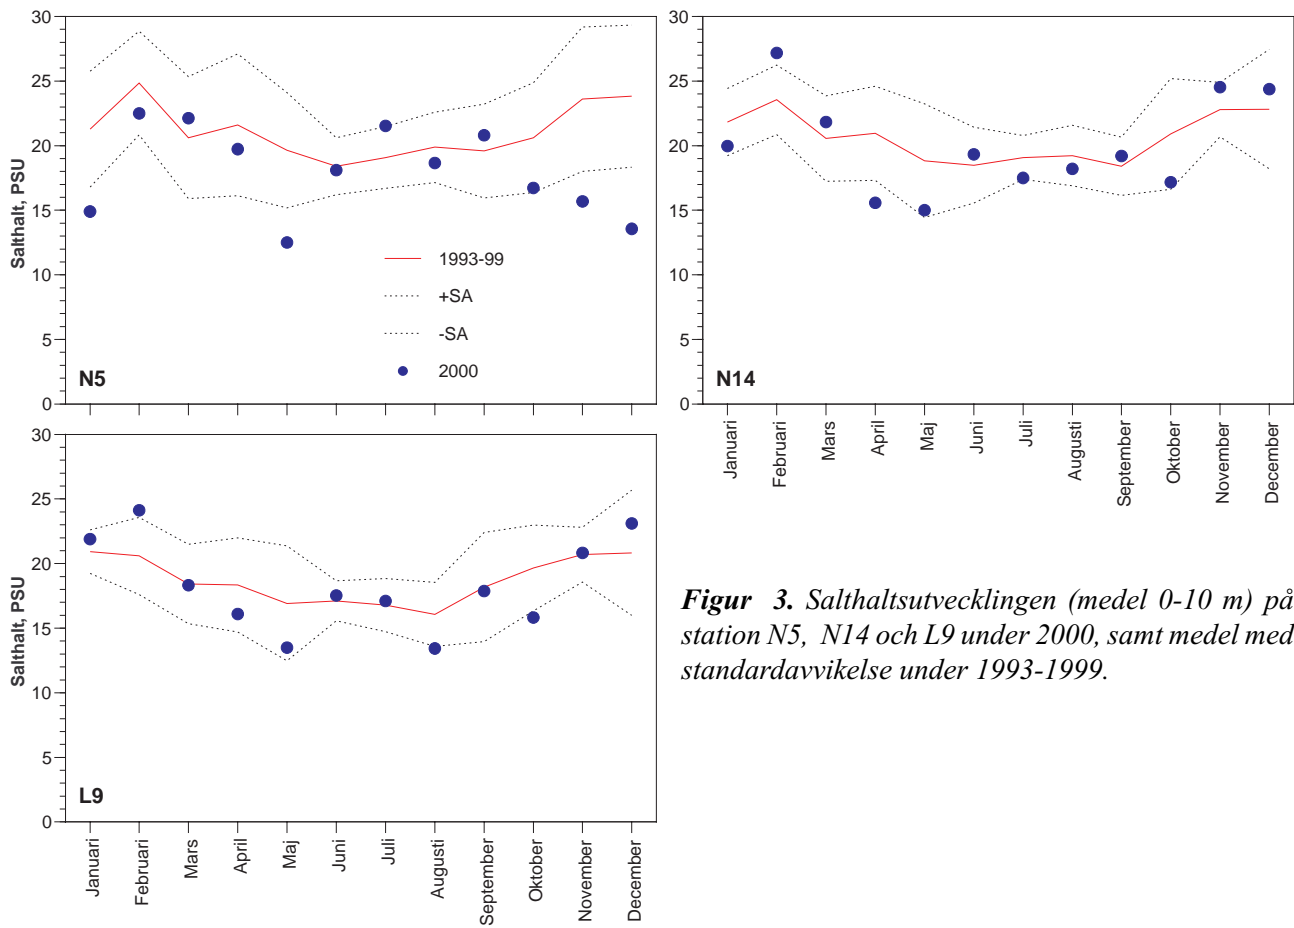 30
25
20
15
10
5
0
Salthalt, PSU
1993-99
+SA
-SA
2000
N5
30
25
20
15
10
5
0
N14
Januari
Februari
Mars
April
Maj
Juni
Juli
Augusti
September
Oktober
November
December
30
25
20
15
10
5
0
Salthalt, PSU
L9
Januari
Februari
Mars
April
Maj
Juni
Juli
Augusti
September
Oktober
November
December
Figur 3. Salthaltsutvecklingen (medel 0-10 m) på
station N5, N14 och L9 under 2000, samt medel med
standardavvikelse under 1993-1999.